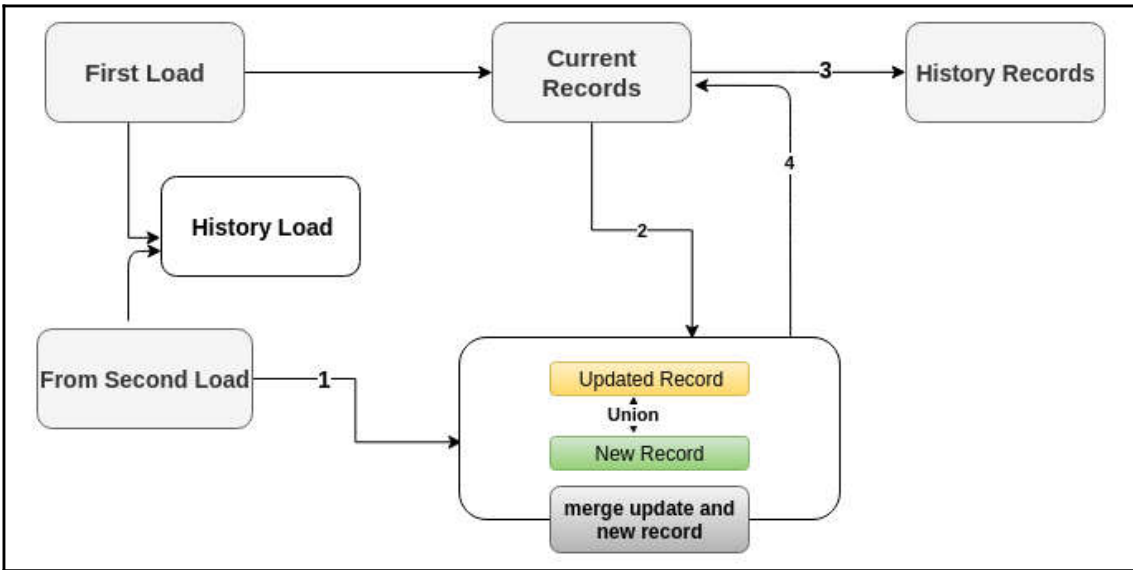 First Load
Current
Records
3
History Records
4
History Load
2
From Second Load
1
Updated Record
Union
New Record
merge update and
new record